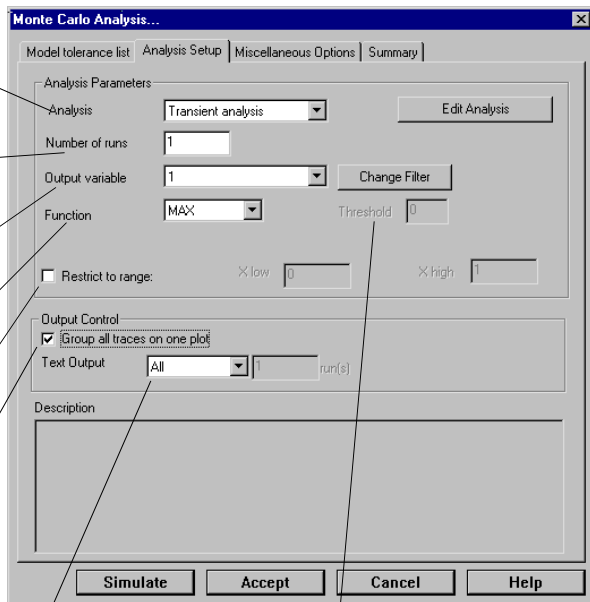 Monte Carlo Analysis...
Model tolerance list Analysis Setup Miscellaneous Options Summary
Analysis Parameters
Analysis Transient analysis Edit Analysis
Number of runs 1
Output variable 1 Change Filter
Function MAX Threshold 0
Restrict to range: X low 0 X high 1
Output Control
Group all traces on one plot
Text Output All 1 run(s)
Description
Simulate Accept Cancel Help